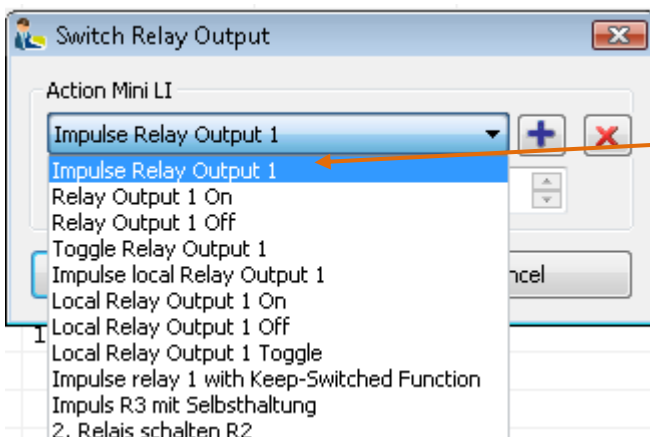 Switch Relay Output
Action Mini LI
Impulse Relay Output 1
Impulse Relay Output 1
Relay Output 1 On
Relay Output 1 Off
Toggle Relay Output 1
Impulse local Relay Output 1
ncel
Local Relay Output 1 On
Local Relay Output 1 Off
1
Local Relay Output 1 Toggle
Impulse relay 1 with Keep-Switched Function
Impuls R3 mit Selbsthaltung
2. Relais schalten R2